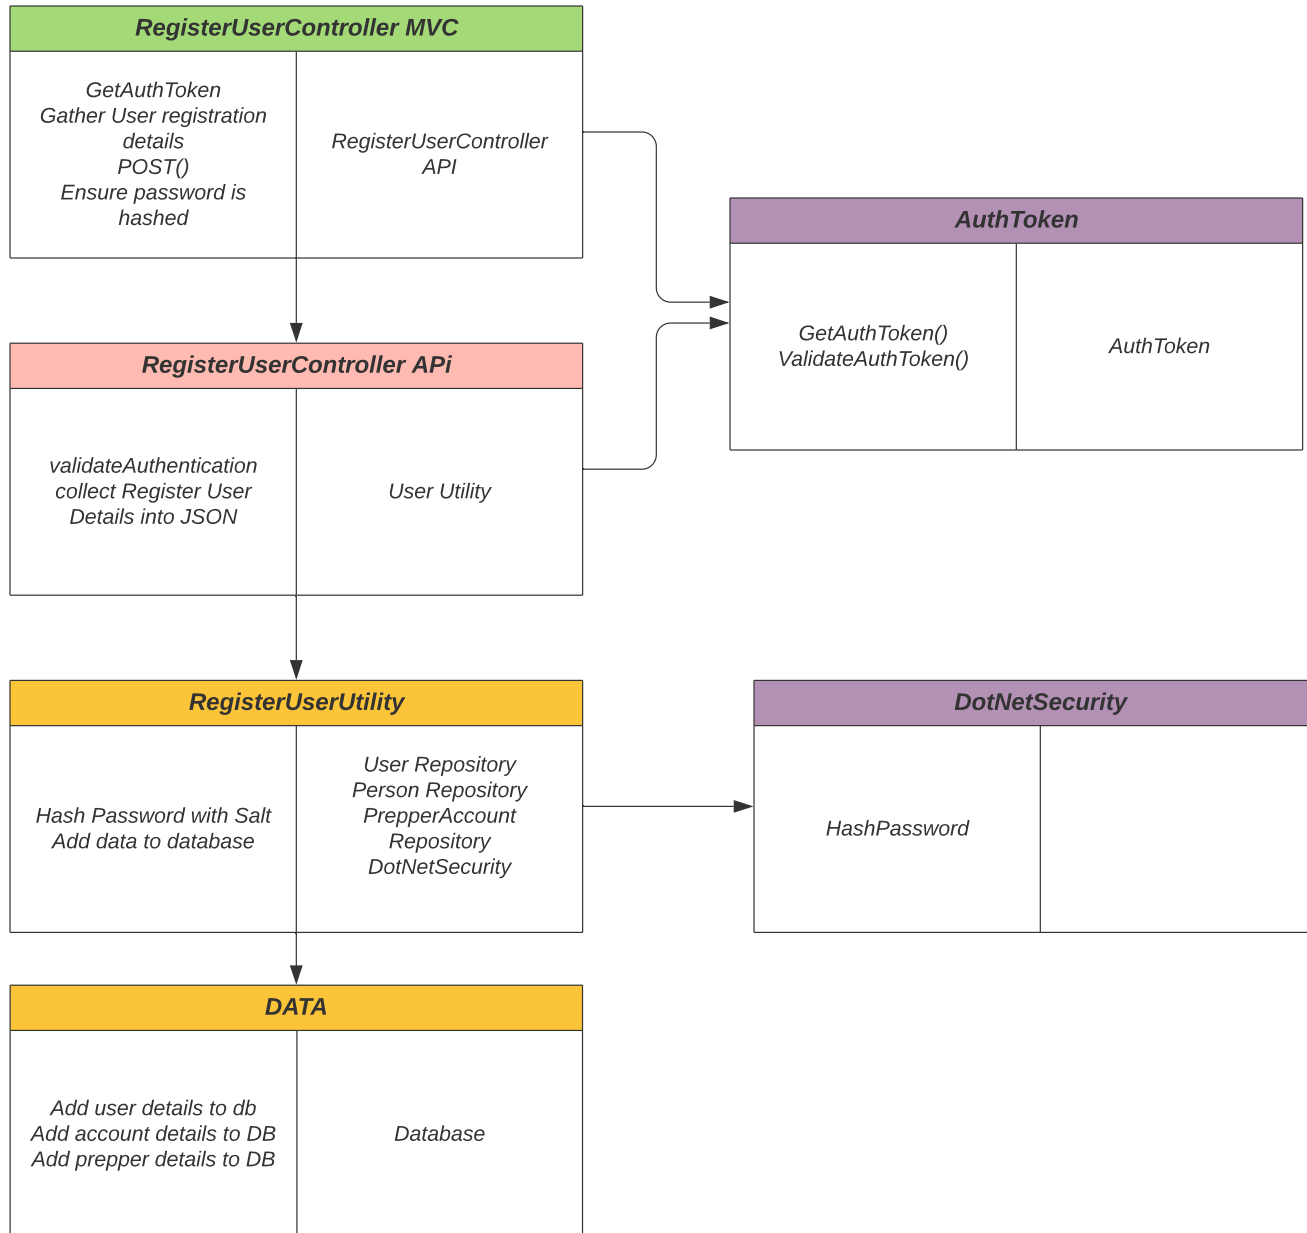 RegisterUserController MVC
GetAuthToken
Gather User registration
details
POST()
Ensure password is
hashed
RegisterUserController
API
AuthToken
GetAuthToken()
ValidateAuthToken()
AuthToken
RegisterUserController APi
validateAuthentication
collect Register User
Details into JSON
User Utility
RegisterUserUtility
Hash Password with Salt
Add data to database
User Repository
Person Repository
PrepperAccount
Repository
DotNetSecurity
DotNetSecurity
HashPassword
DATA
Add user details to db
Add account details to DB
Add prepper details to DB
Database